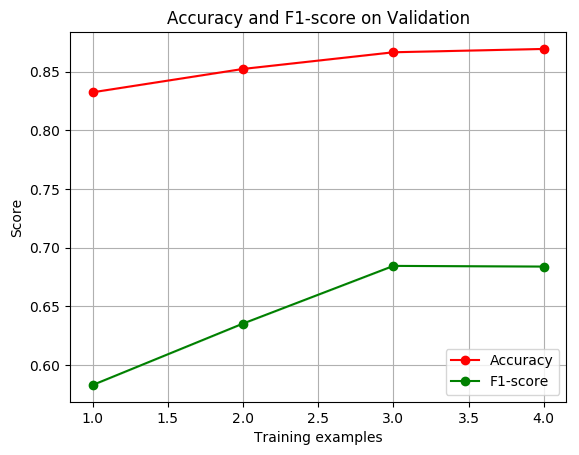 Accuracy and F1-score on Validation
0.85
0.80
0.75
0.70
0.65
0.60
Score
1.0 1.5 2.0 2.5 3.0 3.5 4.0
Training examples
Accuracy
F1-score